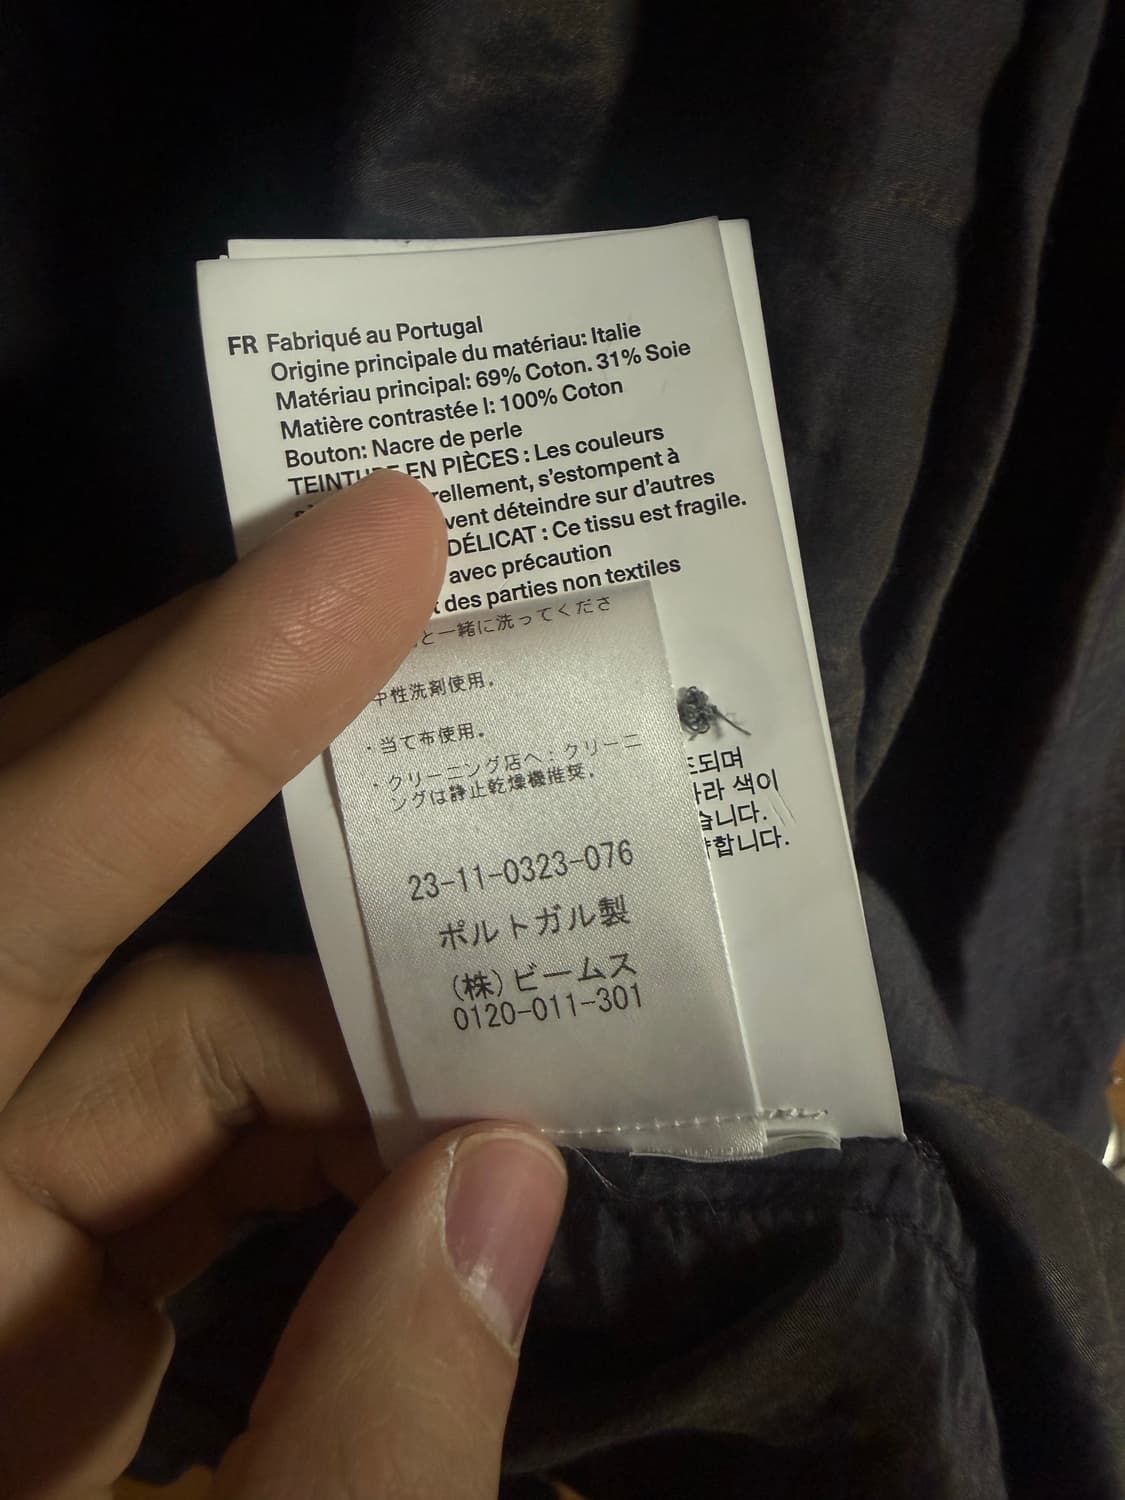 FR Fabriqué au Portugal
Origine principale du matériau: Italie
Matériau principal: 69% Coton. 31% Soie
Matière contrastée I: 100% Coton
Bouton: Nacre de perle
TEINTURE EN PIÈCES : Les couleurs
s'estompent à
déteindre sur d'autres
DÉLICAT : Ce tissu est fragile.
avec précaution
des parties non textiles
と一緒に洗ってくださ
中性洗剤使用.
・当て布使用.
・クリーニング店へ:クリーニ
ングは静止乾燥機推奨.
23-11-0323-076
ポルトガル製
(株)ビームス
0120-011-301
되며
색이
습니다.
합니다.